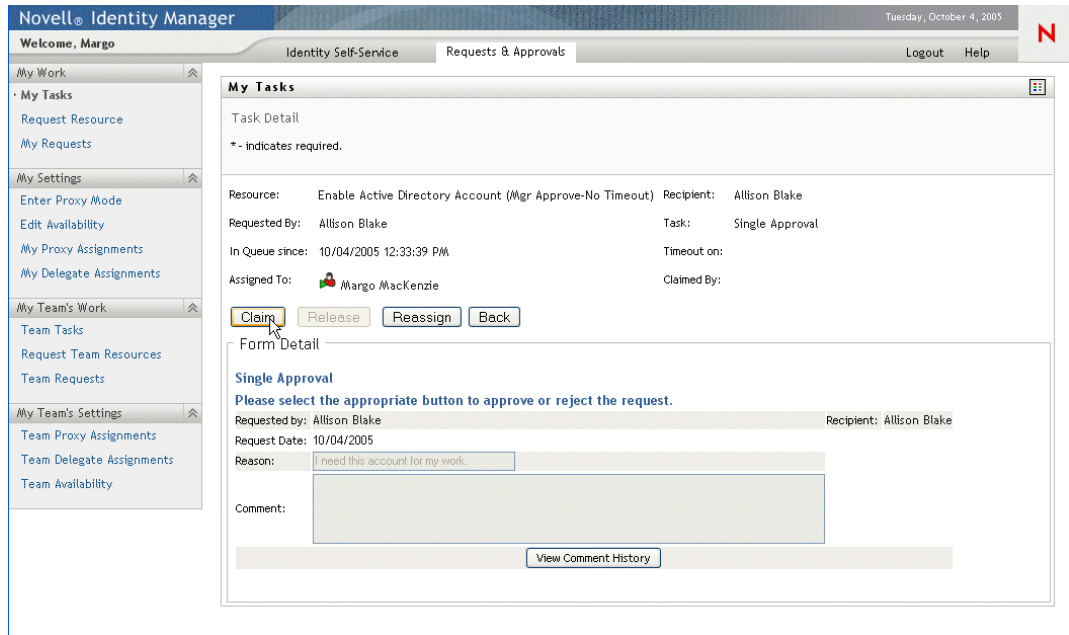 Novell® Identity Manager
Tuesday, October 4, 2005
N
Welcome, Margo
Identity Self-Service
Requests & Approvals
Logout Help
My Work
· My Tasks
Request Resource
My Requests
My Settings
Enter Proxy Mode
Edit Availability
My Proxy Assignments
My Delegate Assignments
My Team's Work
Team Tasks
Request Team Resources
Team Requests
My Team's Settings
Team Proxy Assignments
Team Delegate Assignments
Team Availability
My Tasks
Task Detail
* - indicates required.
Resource: Enable Active Directory Account (Mgr Approve-No Timeout) Recipient: Allison Blake
Requested By: Allison Blake Task: Single Approval
In Queue since: 10/04/2005 12:33:39 PM Timeout on:
Assigned To: Margo MacKenzie Claimed By:
Claim Release Reassign Back
Form Detail
Single Approval
Please select the appropriate button to approve or reject the request.
Requested by: Allison Blake Recipient: Allison Blake
Request Date: 10/04/2005
Reason: I need this account for my work.
Comment:
View Comment History